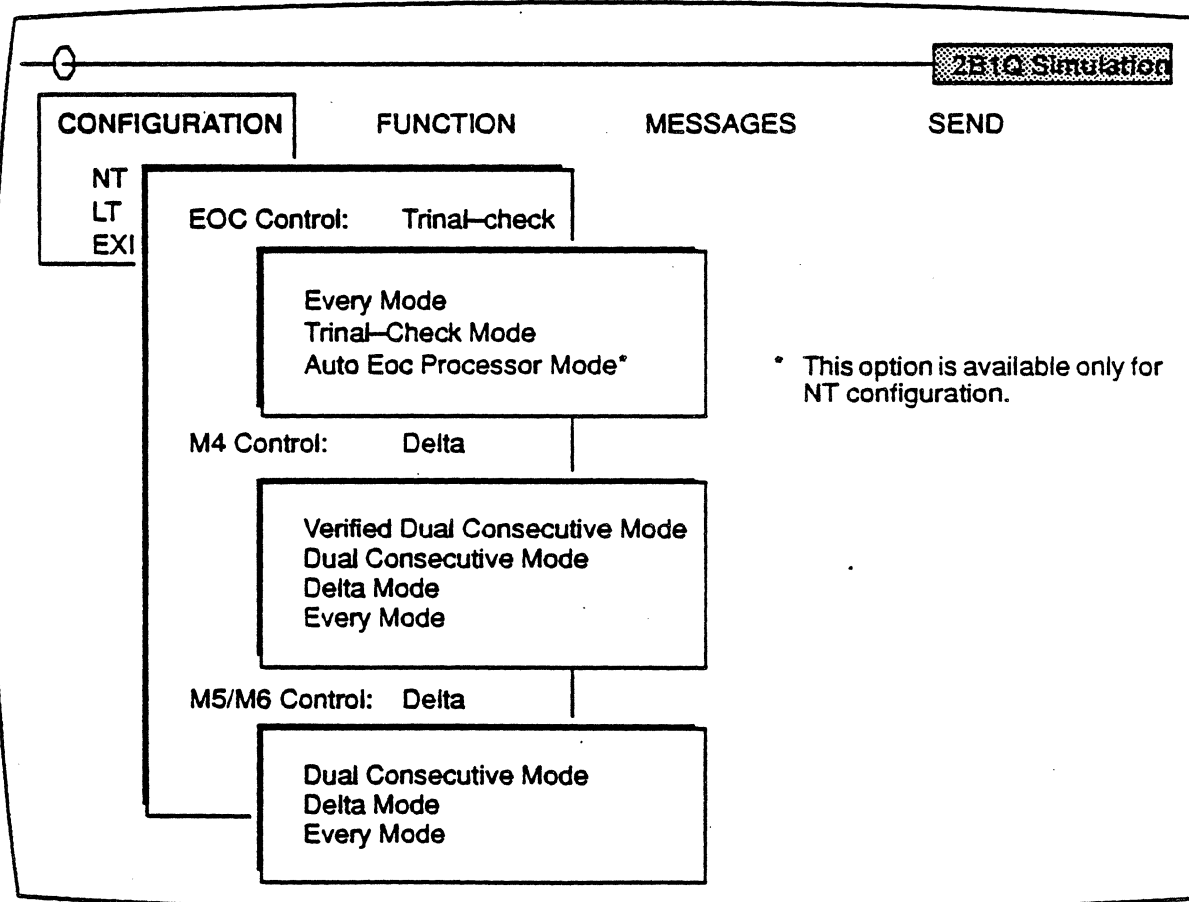 2B1Q Simulation
CONFIGURATION FUNCTION MESSAGES SEND
NT
LT
EXI
EOC Control: Trinal–check
Every Mode
Trinal–Check Mode
Auto Eoc Processor Mode*
* This option is available only for
NT configuration.
M4 Control: Delta
Verified Dual Consecutive Mode
Dual Consecutive Mode
Delta Mode
Every Mode
M5/M6 Control: Delta
Dual Consecutive Mode
Delta Mode
Every Mode